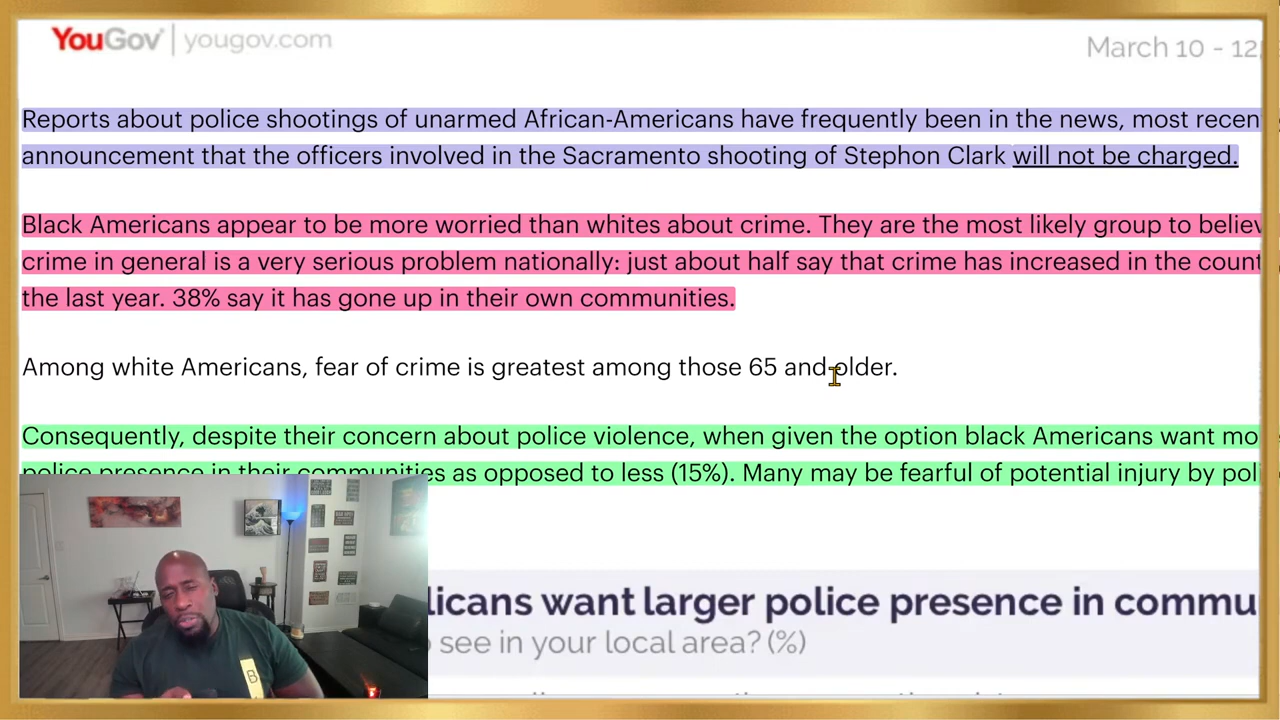 YouGov | yougov.com
March 10 - 12,
Reports about police shootings of unarmed African-Americans have frequently been in the news, most recen
announcement that the officers involved in the Sacramento shooting of Stephon Clark will not be charged.
Black Americans appear to be more worried than whites about crime. They are the most likely group to believ
crime in general is a very serious problem nationally: just about half say that crime has increased in the count
the last year. 38% say it has gone up in their own communities.
Among white Americans, fear of crime is greatest among those 65 and older.
Consequently, despite their concern about police violence, when given the option black Americans want mo
police presence in their communities as opposed to less (15%). Many may be fearful of potential injury by poli
licans want larger police presence in commu
see in your local area? (%)